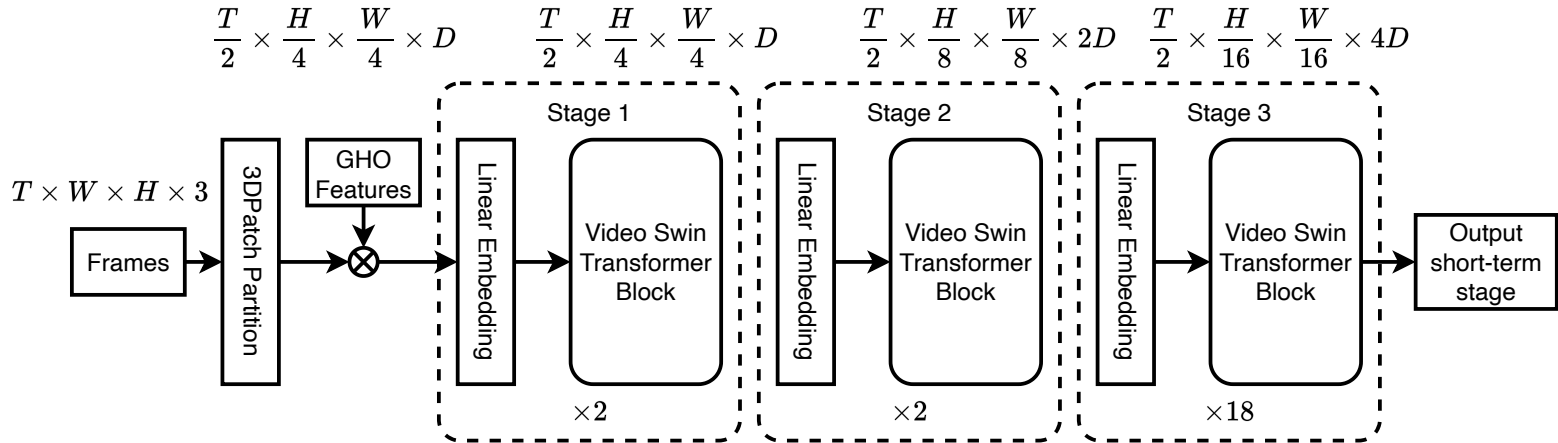 T/2 × H/4 × W/4 × D
T/2 × H/4 × W/4 × D
T/2 × H/8 × W/8 × 2D
T/2 × H/16 × W/16 × 4D
T × W × H × 3
Frames
3DPatch Partition
GHO
Features
Stage 1
Linear Embedding
Video Swin
Transformer
Block
×2
Stage 2
Linear Embedding
Video Swin
Transformer
Block
×2
Stage 3
Linear Embedding
Video Swin
Transformer
Block
×18
Output
short-term
stage